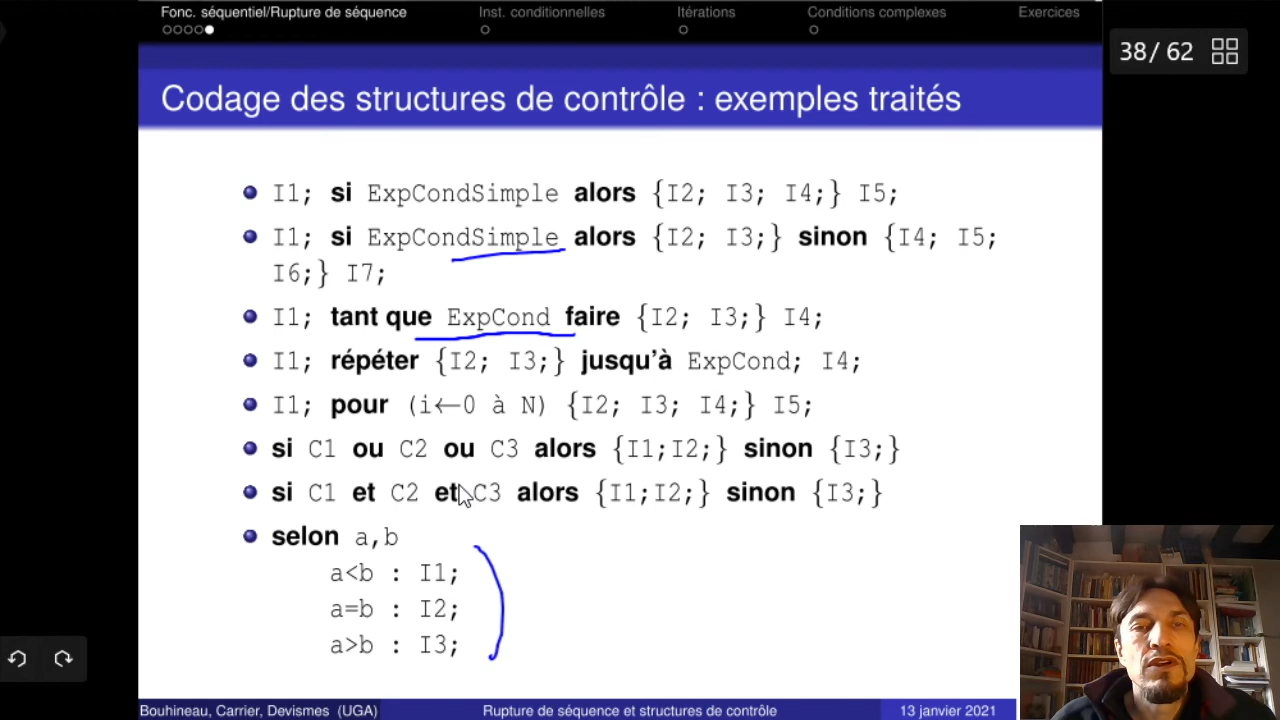 Fonc. séquentiel/Rupture de séquence Inst. conditionnelles Itérations Conditions complexes Exercices
38/ 62
Codage des structures de contrôle : exemples traités
I1; si ExpCondSimple alors {I2; I3; I4;} I5;
I1; si ExpCondSimple alors {I2; I3;} sinon {I4; I5;
I6;} I7;
I1; tant que ExpCond faire {I2; I3;} I4;
I1; répéter {I2; I3;} jusqu'à ExpCond; I4;
I1; pour (i←0 à N) {I2; I3; I4;} I5;
si C1 ou C2 ou C3 alors {I1;I2;} sinon {I3;}
si C1 et C2 et C3 alors {I1;I2;} sinon {I3;}
selon a,b
a<b : I1;
a=b : I2;
a>b : I3;
Bouhineau, Carrier, Devismes (UGA) Rupture de séquence et structures de contrôle 13 janvier 2021